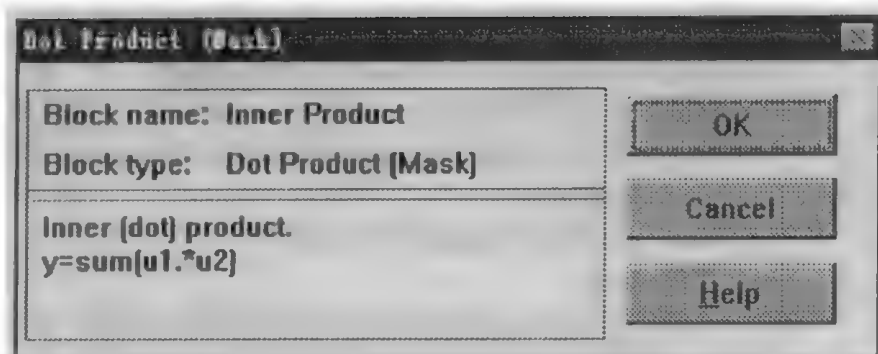 Dot Product (Mask)
Block name: Inner Product
Block type: Dot Product (Mask)
Inner (dot) product.
y=sum(u1.*u2)
OK
Cancel
Help